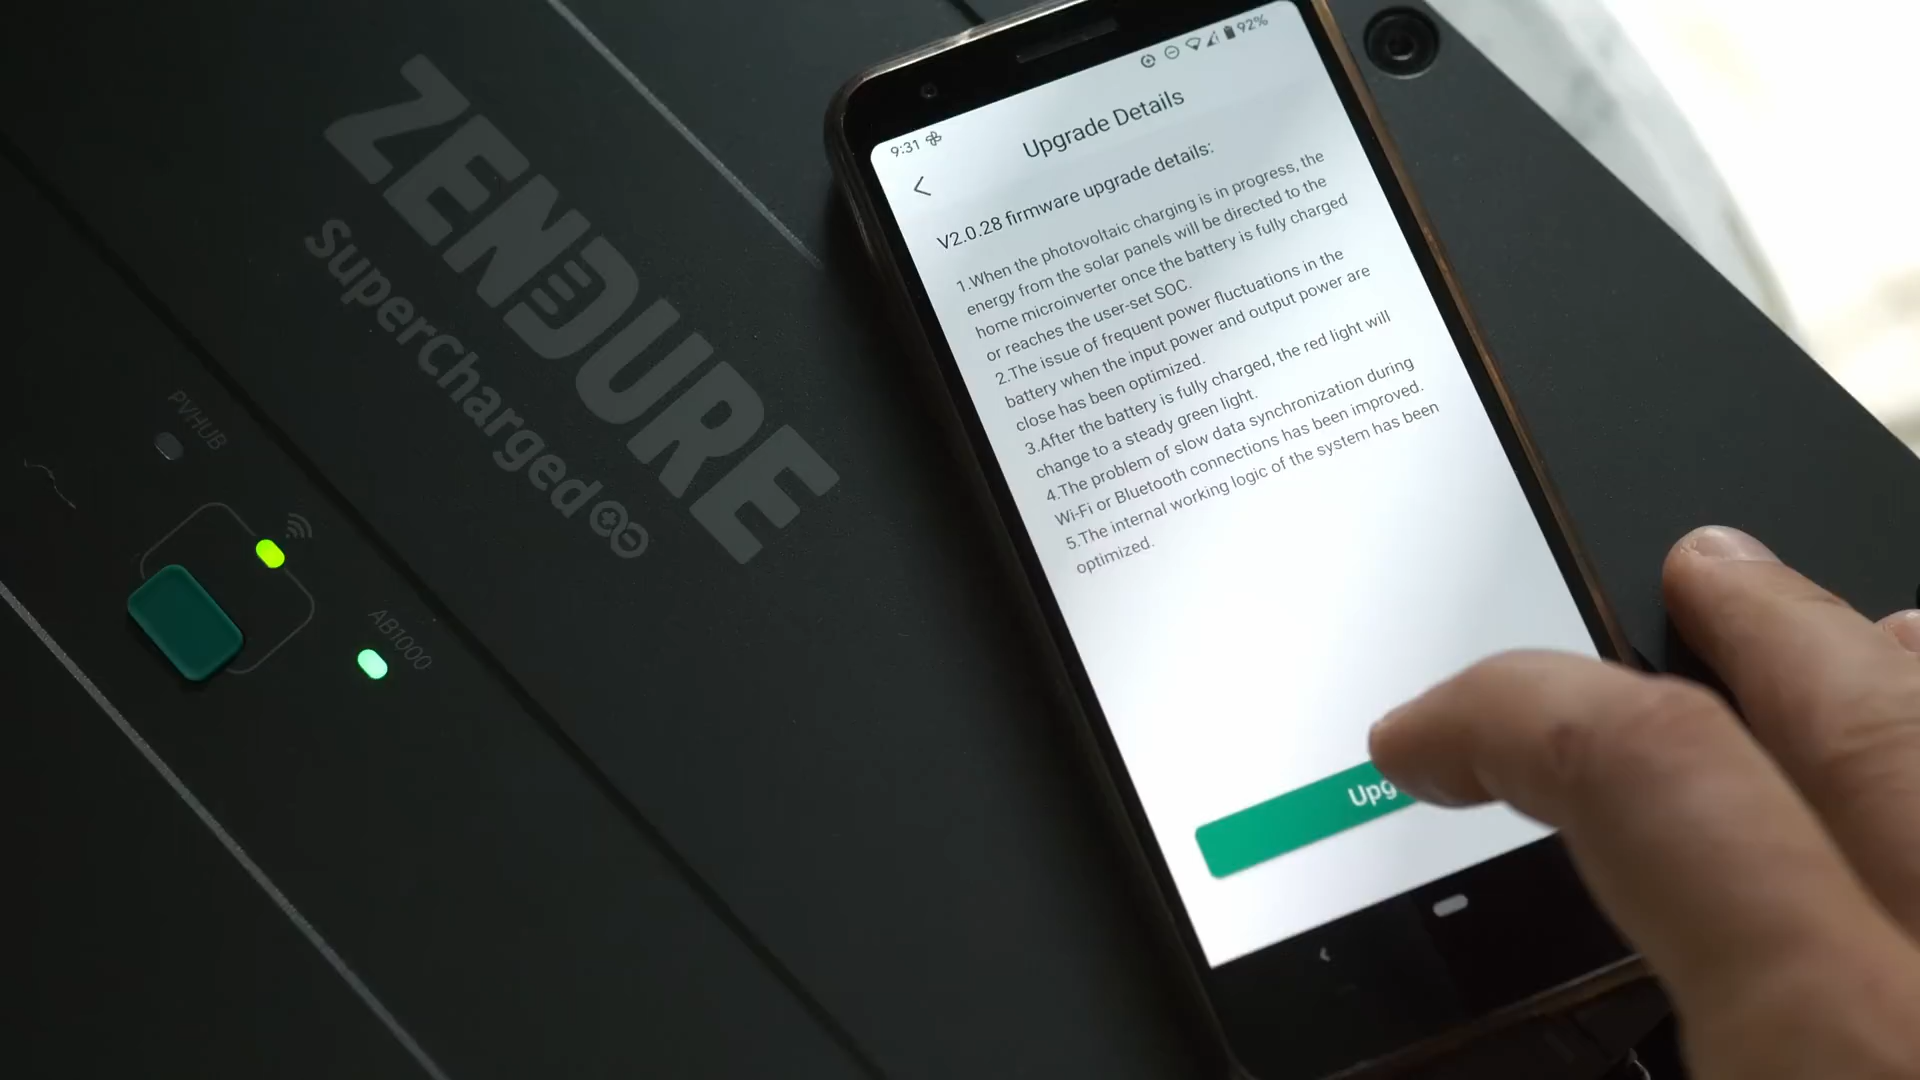 ZENDURE
SuperCharged
PVHUB
AB1000
9:31
92%
Upgrade Details
V2.0.28 firmware upgrade details:
1.When the photovoltaic charging is in progress, the
energy from the solar panels will be directed to the
home microinverter once the battery is fully charged
or reaches the user-set SOC.
2.The issue of frequent power fluctuations in the
battery when the input power and output power are
close has been optimized.
3.After the battery is fully charged, the red light will
change to a steady green light.
4.The problem of slow data synchronization during
Wi-Fi or Bluetooth connections has been improved.
5.The internal working logic of the system has been
optimized.
Upg